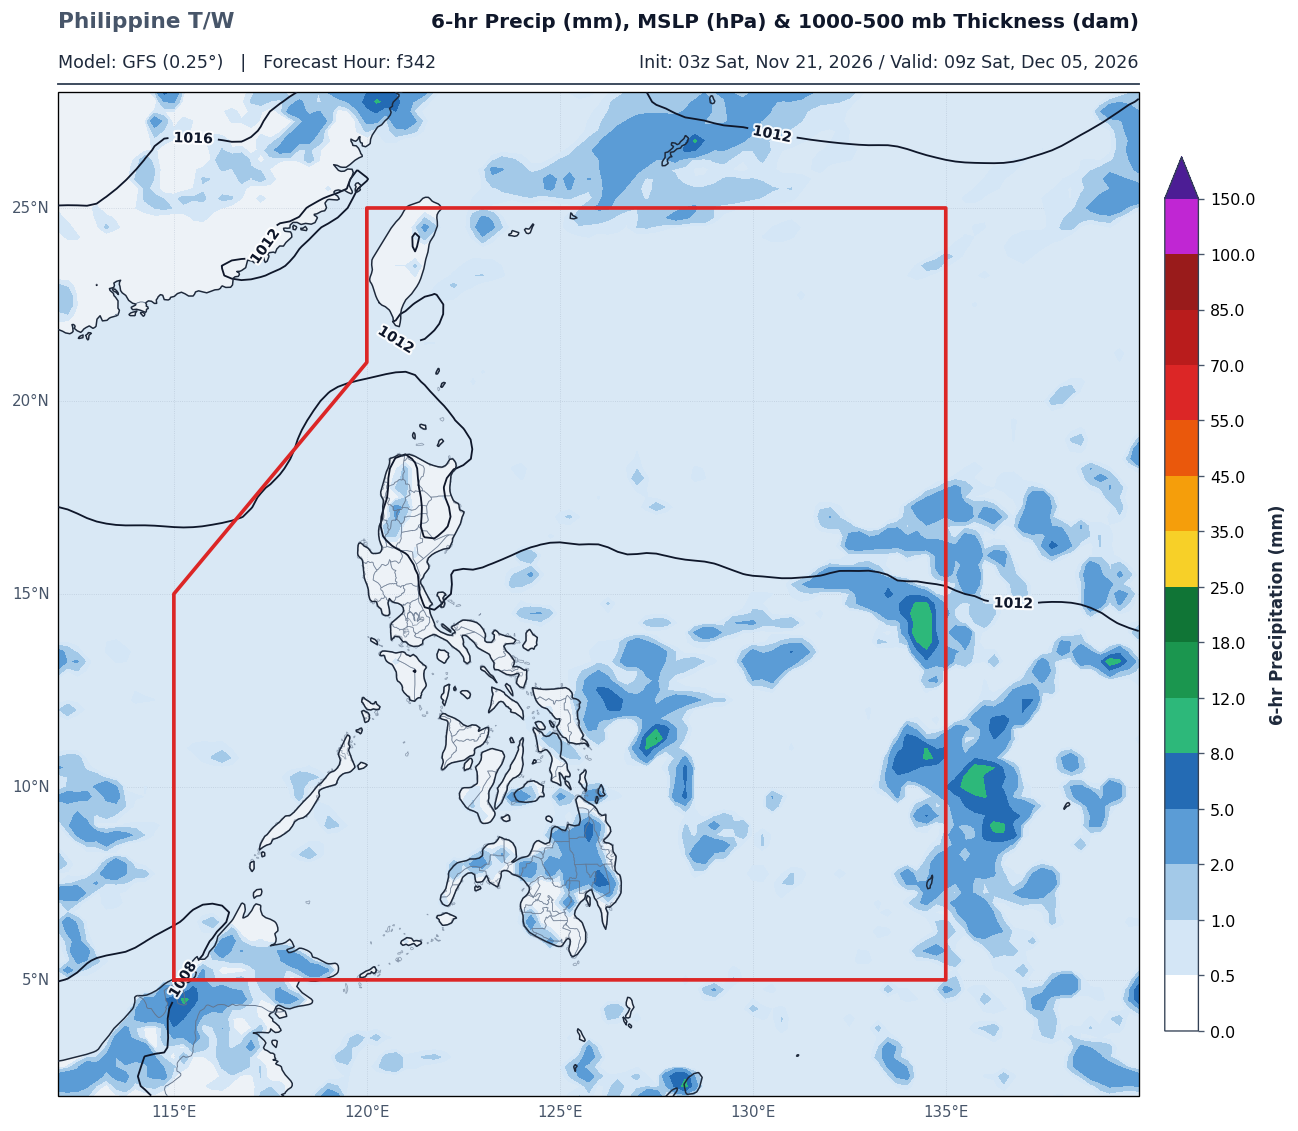 Philippine T/W
6-hr Precip (mm), MSLP (hPa) & 1000-500 mb Thickness (dam)
Model: GFS (0.25°) | Forecast Hour: f342
Init: 03z Sat, Nov 21, 2026 / Valid: 09z Sat, Dec 05, 2026
1016
1012
1012
1012
1012
1008
25°N
20°N
15°N
10°N
5°N
115°E
120°E
125°E
130°E
135°E
150.0
100.0
85.0
70.0
55.0
45.0
35.0
25.0
18.0
12.0
8.0
5.0
2.0
1.0
0.5
0.0
6-hr Precipitation (mm)